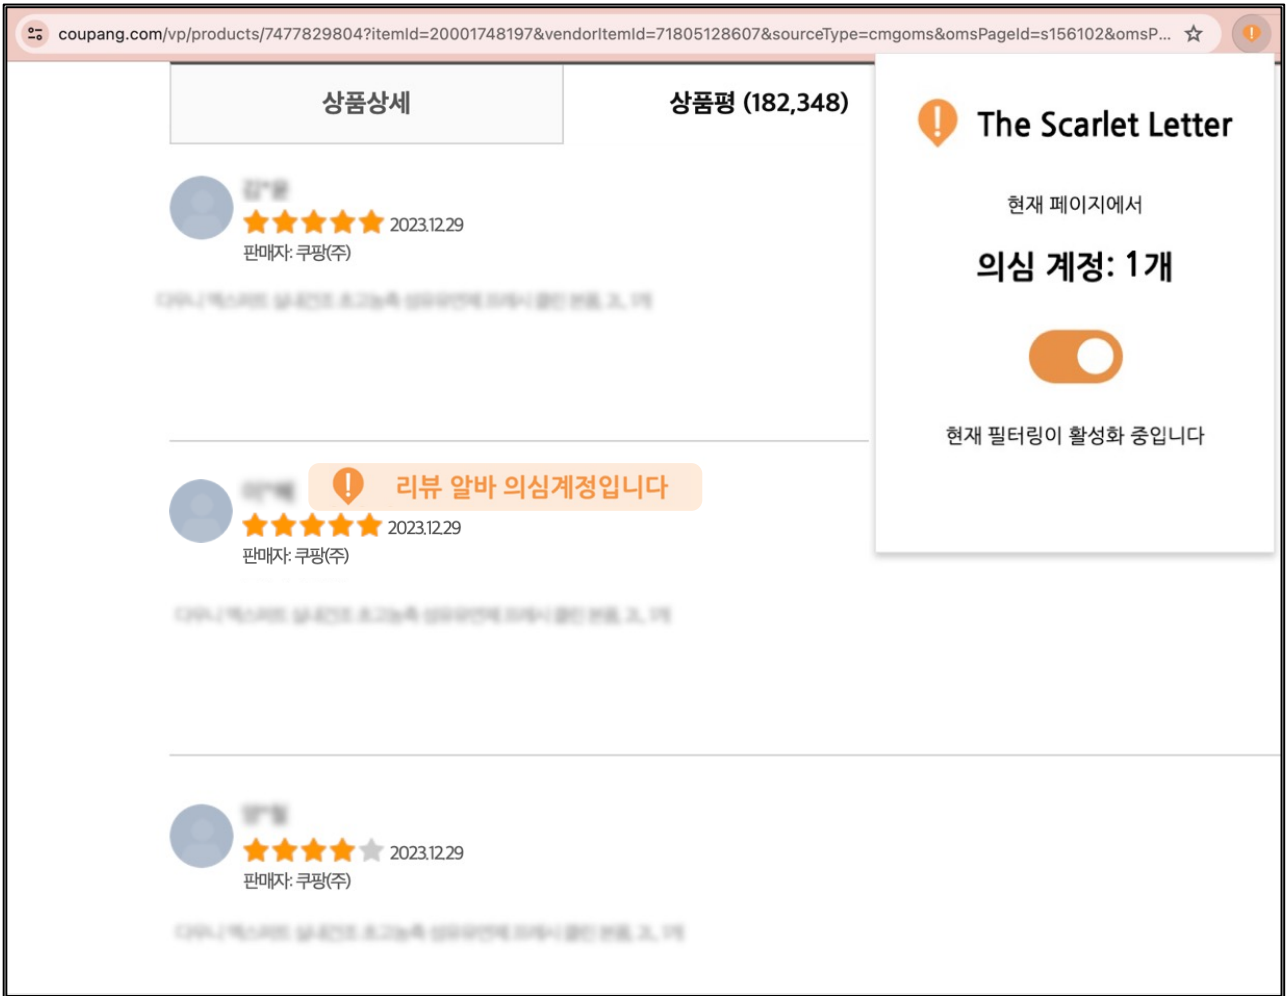 coupang.com/vp/products/7477829804?itemId=20001748197&vendorItemId=71805128607&sourceType=cmgoms&omsPageId=s156102&omsP...
상품상세
상품평 (182,348)
The Scarlet Letter
현재 페이지에서
의심 계정: 1개
현재 필터링이 활성화 중입니다
2023.12.29
판매자: 쿠팡(주)
리뷰 알바 의심계정입니다
2023.12.29
판매자: 쿠팡(주)
2023.12.29
판매자: 쿠팡(주)